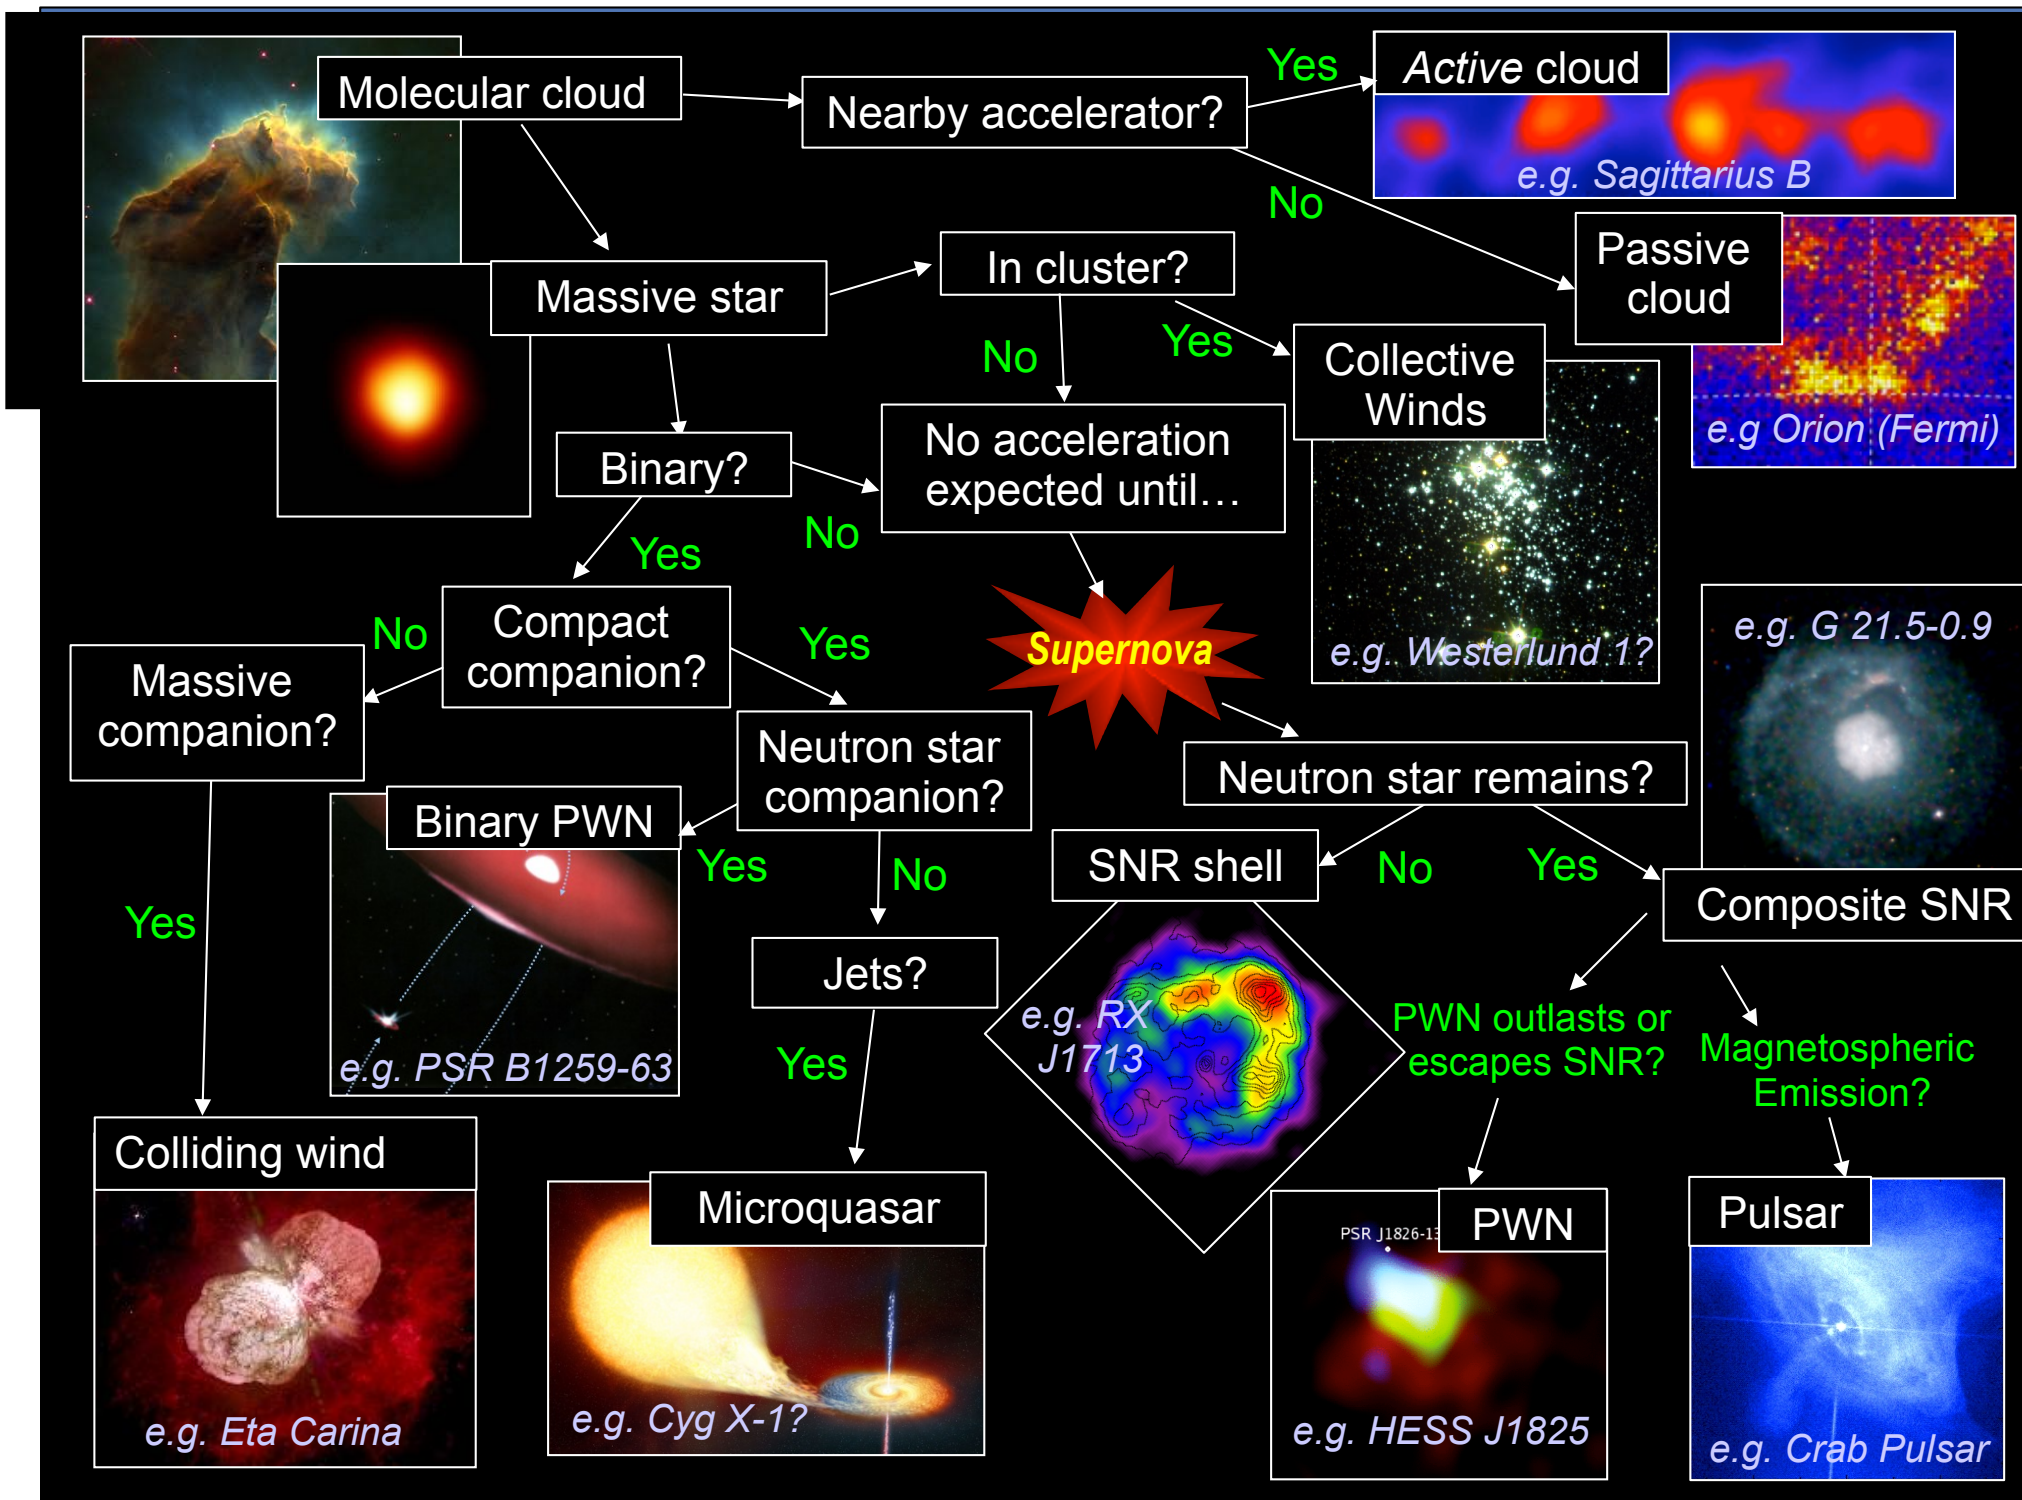 Molecular cloud
Nearby accelerator?
Yes
Active cloud
e.g. Sagittarius B
No
Passive
cloud
e.g Orion (Fermi)
Massive star
In cluster?
No
Yes
Collective
Winds
e.g. Westerlund 1?
Binary?
No
No acceleration
expected until…
Yes
Supernova
Compact
companion?
No
Yes
Massive
companion?
Neutron star
companion?
Neutron star remains?
e.g. G 21.5-0.9
Binary PWN
e.g. PSR B1259-63
Yes
No
SNR shell
No
Yes
Composite SNR
Yes
Jets?
e.g. RX
J1713
PWN outlasts or
escapes SNR?
Magnetospheric
Emission?
Yes
Colliding wind
e.g. Eta Carina
Microquasar
e.g. Cyg X-1?
PWN
PSR J1826-13
e.g. HESS J1825
Pulsar
e.g. Crab Pulsar